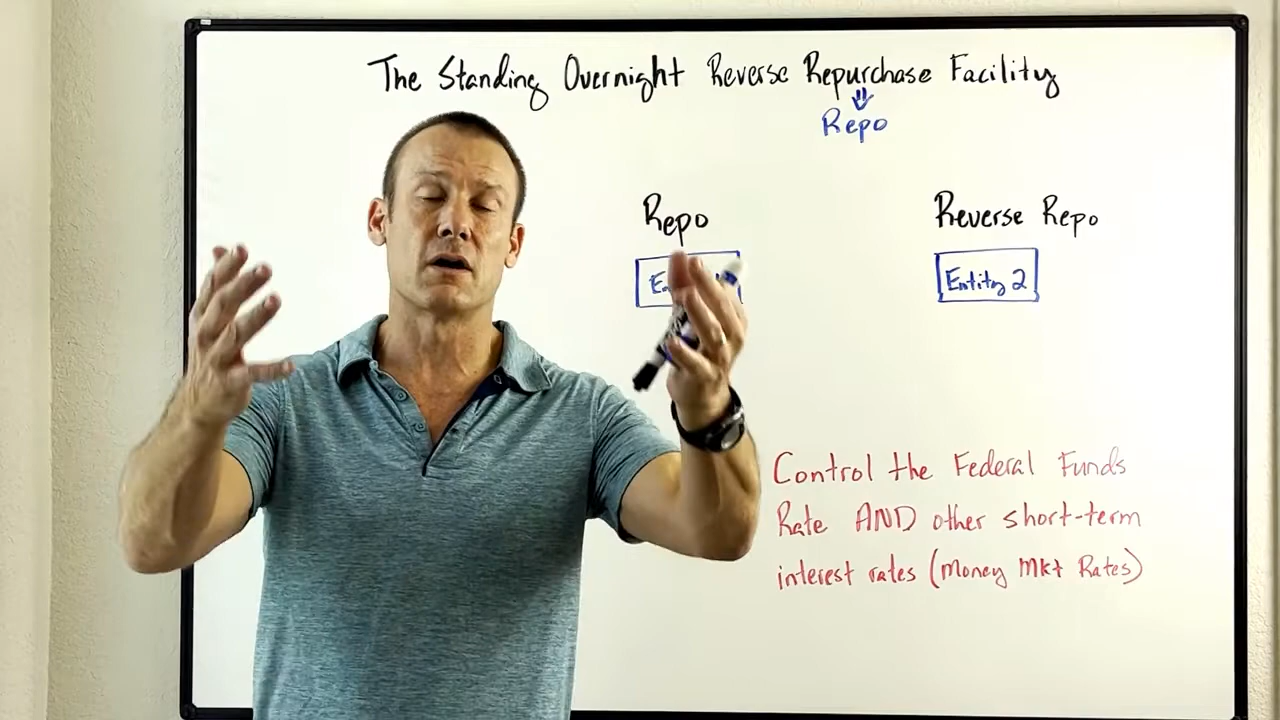 The Standing Overnight Reverse Repurchase Facility
Repo
Repo
Reverse Repo
Entity 2
Control the Federal Funds
Rate AND other short-term
interest rates (Money Mkt Rates)